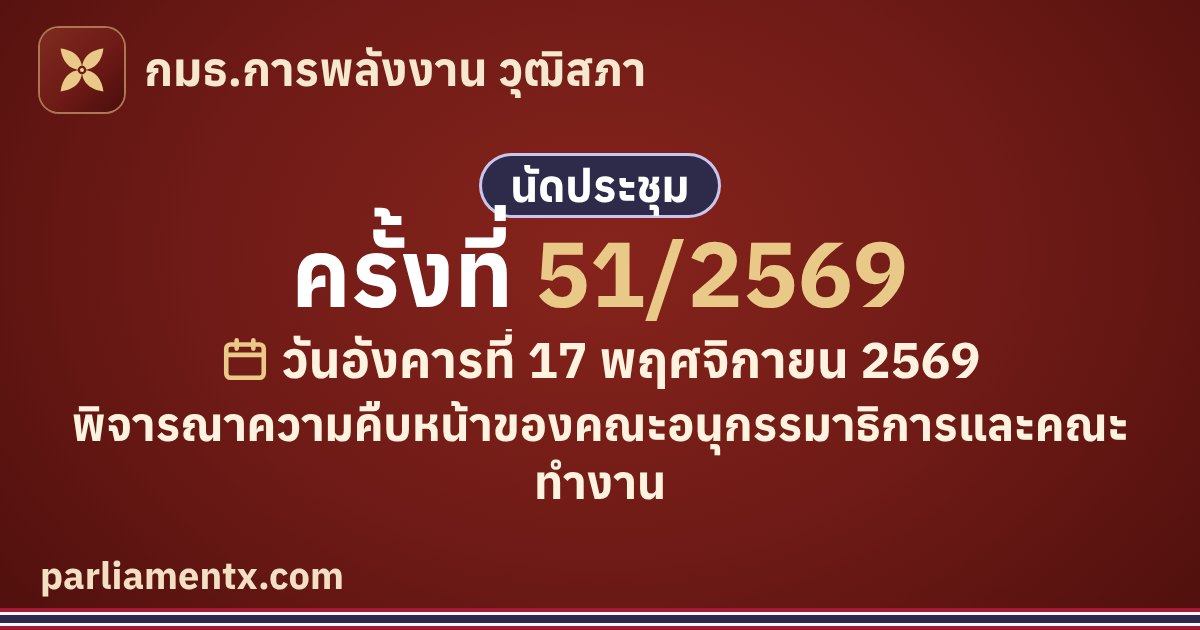 กมธ.การพลังงาน วุฒิสภา
นัดประชุม
ครั้งที่ 51/2569
วันอังคารที่ 17 พฤศจิกายน 2569
พิจารณาความคืบหน้าของคณะอนุกรรมาธิการและคณะ
ทำงาน
parliamentx.com